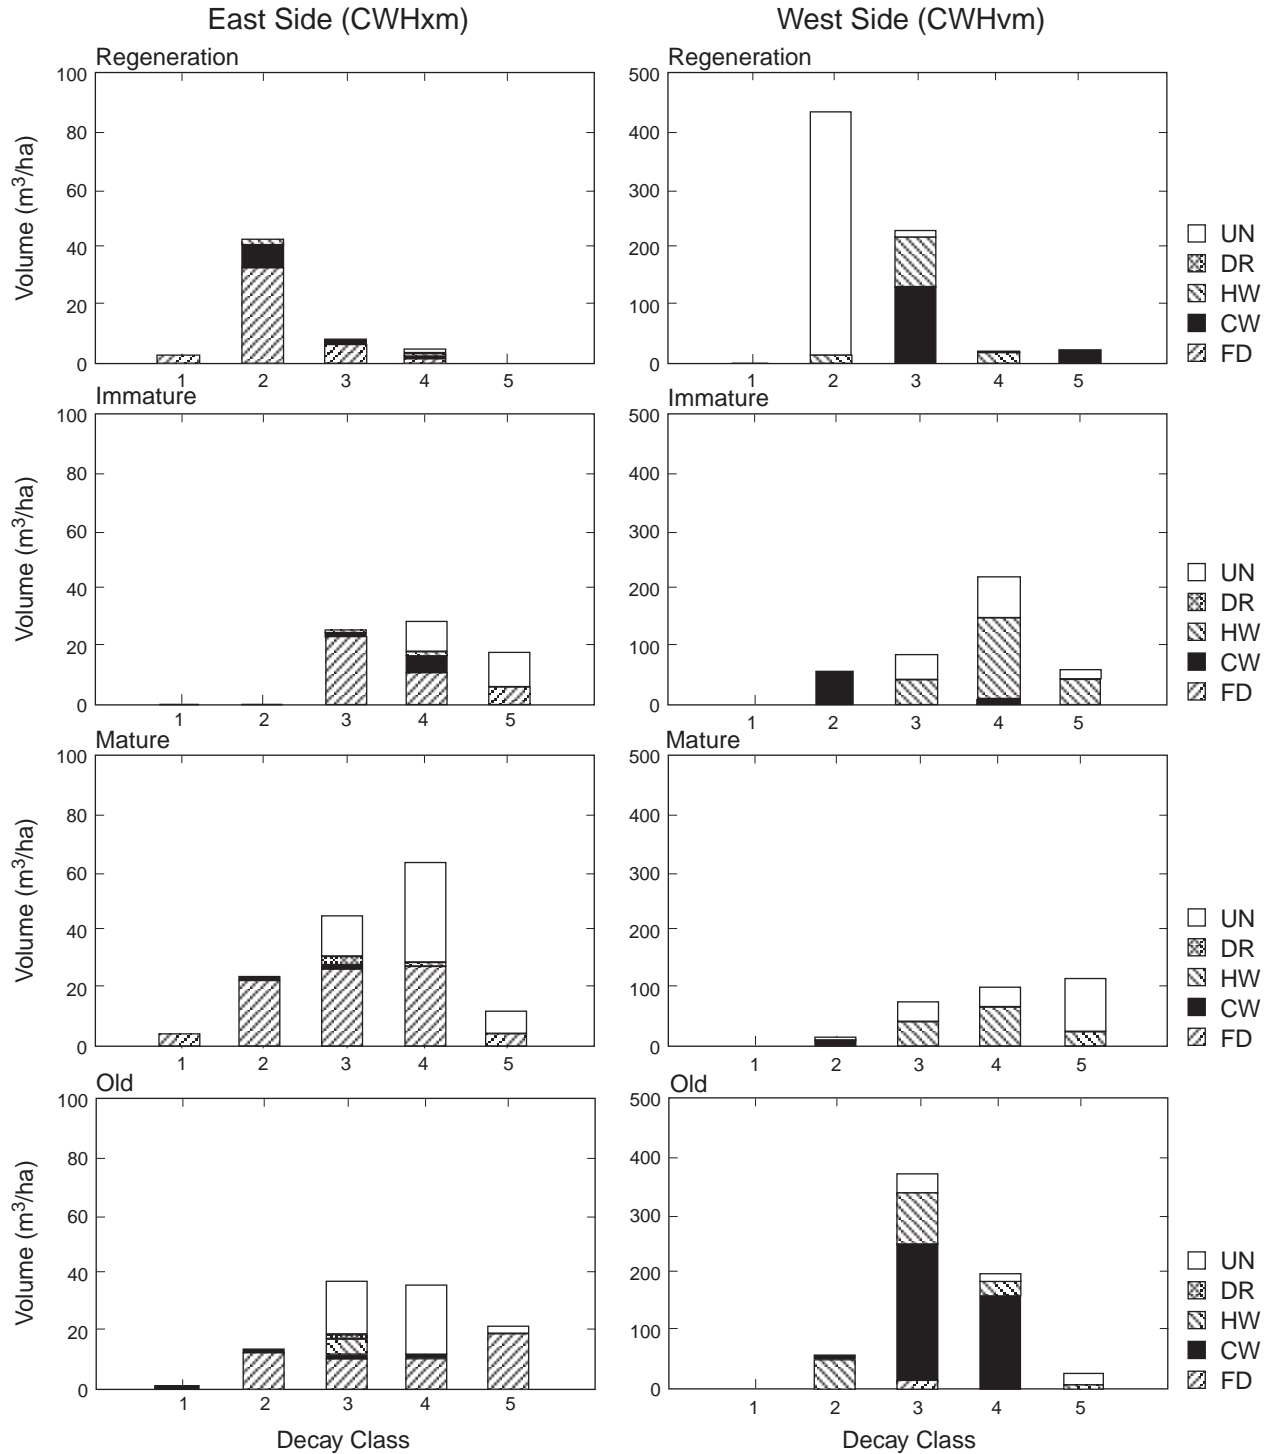 East Side (CWHxm)
West Side (CWHvm)
Regeneration
Volume (m³/ha)
100
80
60
40
20
0
1 2 3 4 5
Regeneration
500
400
300
200
100
0
1 2 3 4 5
UN
DR
HW
CW
FD
Immature
Volume (m³/ha)
100
80
60
40
20
0
1 2 3 4 5
Immature
500
400
300
200
100
0
1 2 3 4 5
UN
DR
HW
CW
FD
Mature
Volume (m³/ha)
100
80
60
40
20
0
1 2 3 4 5
Mature
500
400
300
200
100
0
1 2 3 4 5
UN
DR
HW
CW
FD
Old
Volume (m³/ha)
100
80
60
40
20
0
1 2 3 4 5
Decay Class
Old
500
400
300
200
100
0
1 2 3 4 5
Decay Class
UN
DR
HW
CW
FD